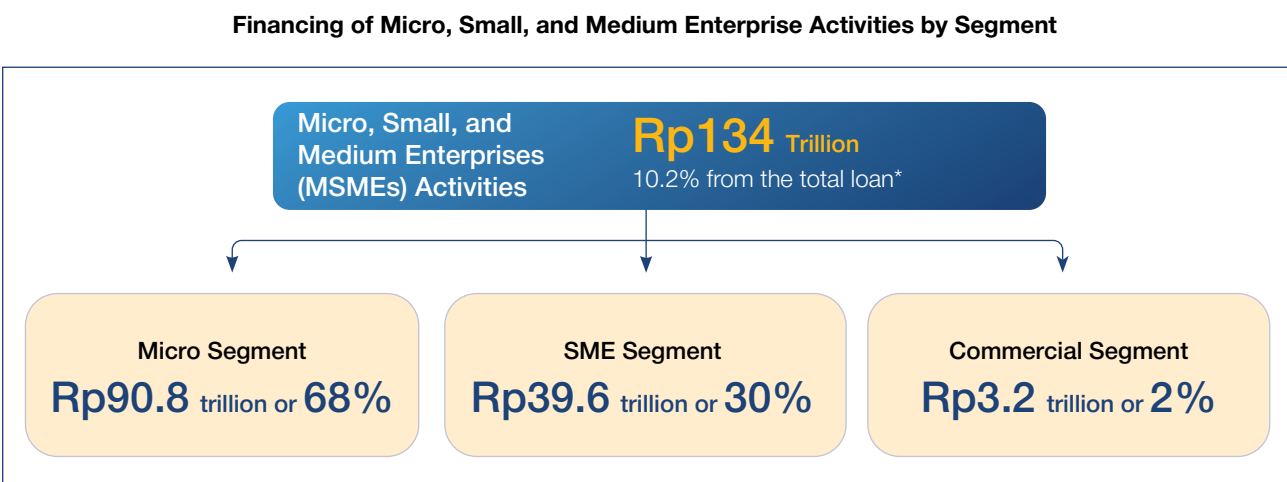 Financing of Micro, Small, and Medium Enterprise Activities by Segment
Micro, Small, and
Medium Enterprises
(MSMEs) Activities
Rp134 Trillion
10.2% from the total loan*
Micro Segment
Rp90.8 trillion or 68%
SME Segment
Rp39.6 trillion or 30%
Commercial Segment
Rp3.2 trillion or 2%